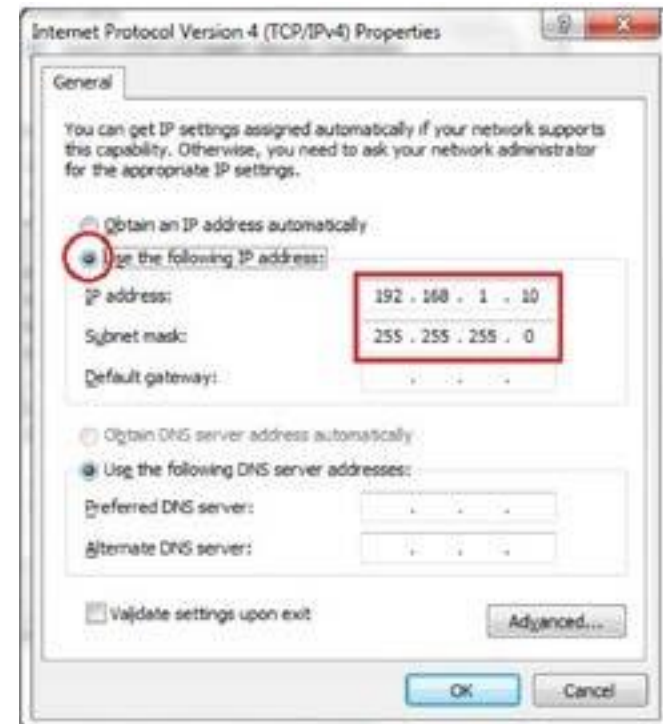 Internet Protocol Version 4 (TCP/IPv4) Properties
General
You can get IP settings assigned automatically if your network supports
this capability. Otherwise, you need to ask your network administrator
for the appropriate IP settings.
Obtain an IP address automatically
Use the following IP address:
IP address: 192 . 168 . 1 . 10
Subnet mask: 255 . 255 . 255 . 0
Default gateway: . . .
Obtain DNS server address automatically
Use the following DNS server addresses:
Preferred DNS server: . . .
Alternate DNS server: . . .
Validate settings upon exit
Advanced...
OK Cancel